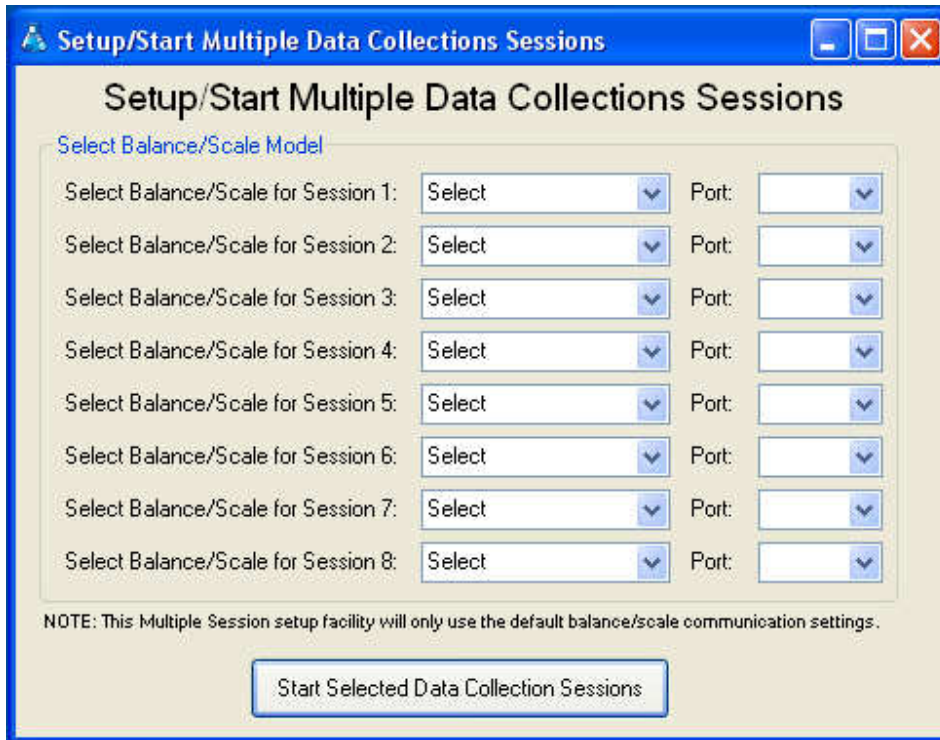 Setup/Start Multiple Data Collections Sessions
Setup/Start Multiple Data Collections Sessions
Select Balance/Scale Model
Select Balance/Scale for Session 1: Select Port:
Select Balance/Scale for Session 2: Select Port:
Select Balance/Scale for Session 3: Select Port:
Select Balance/Scale for Session 4: Select Port:
Select Balance/Scale for Session 5: Select Port:
Select Balance/Scale for Session 6: Select Port:
Select Balance/Scale for Session 7: Select Port:
Select Balance/Scale for Session 8: Select Port:
NOTE: This Multiple Session setup facility will only use the default balance/scale communication settings.
Start Selected Data Collection Sessions